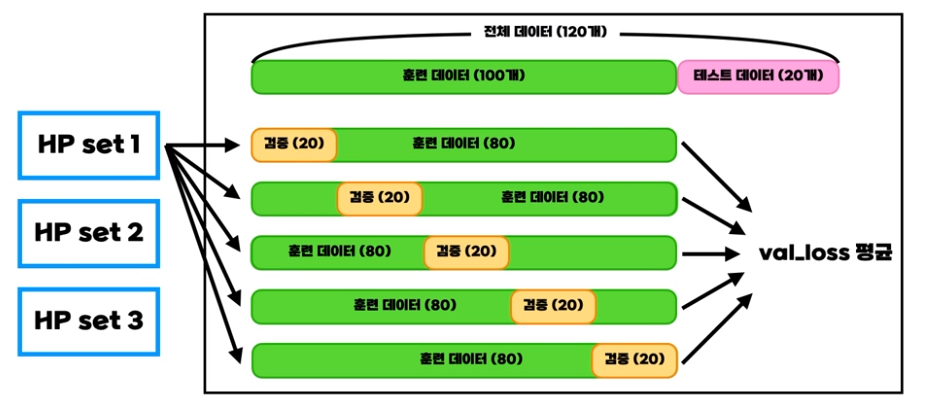 전체 데이터 (120개)
훈련 데이터 (100개) 테스트 데이터 (20개)
HP set 1
HP set 2
HP set 3
검증 (20) 훈련 데이터 (80)
검증 (20) 훈련 데이터 (80)
훈련 데이터 (80) 검증 (20)
훈련 데이터 (80) 검증 (20)
훈련 데이터 (80) 검증 (20)
val_loss 평균